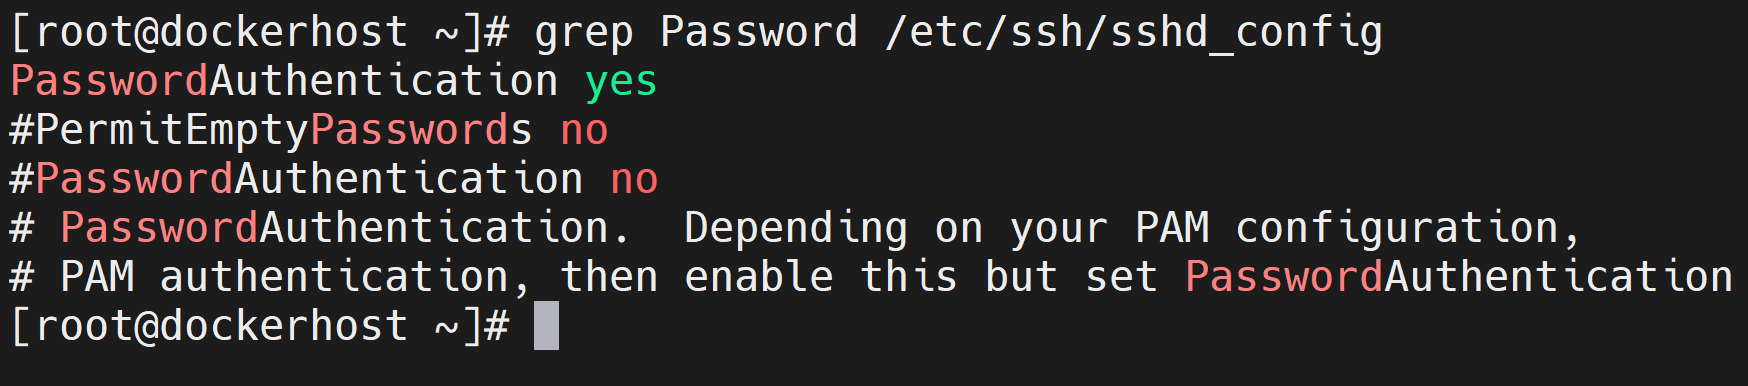 [root@dockerhost ~]# grep Password /etc/ssh/sshd_config
PasswordAuthentication yes
#PermitEmptyPasswords no
#PasswordAuthentication no
# PasswordAuthentication.  Depending on your PAM configuration,
# PAM authentication, then enable this but set PasswordAuthentication
[root@dockerhost ~]#